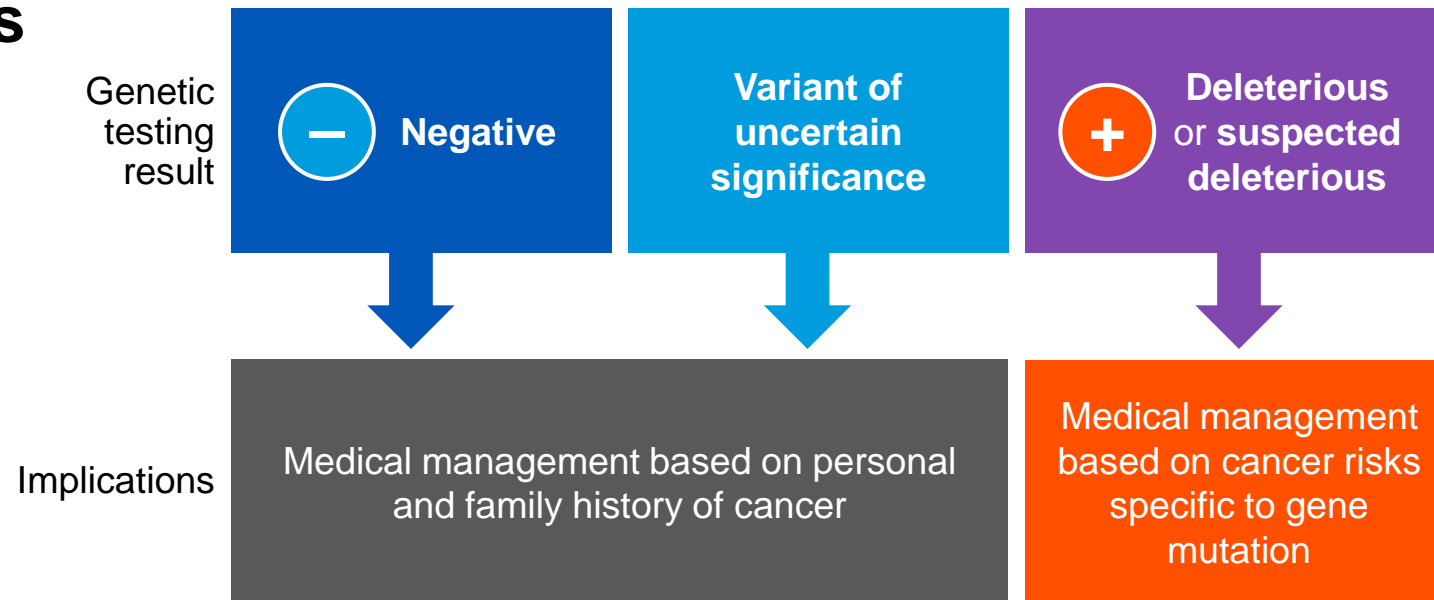 s
Genetic
testing
result
– Negative
Variant of
uncertain
significance
+
Deleterious
or suspected
deleterious
Implications
Medical management based on personal
and family history of cancer
Medical management
based on cancer risks
specific to gene
mutation